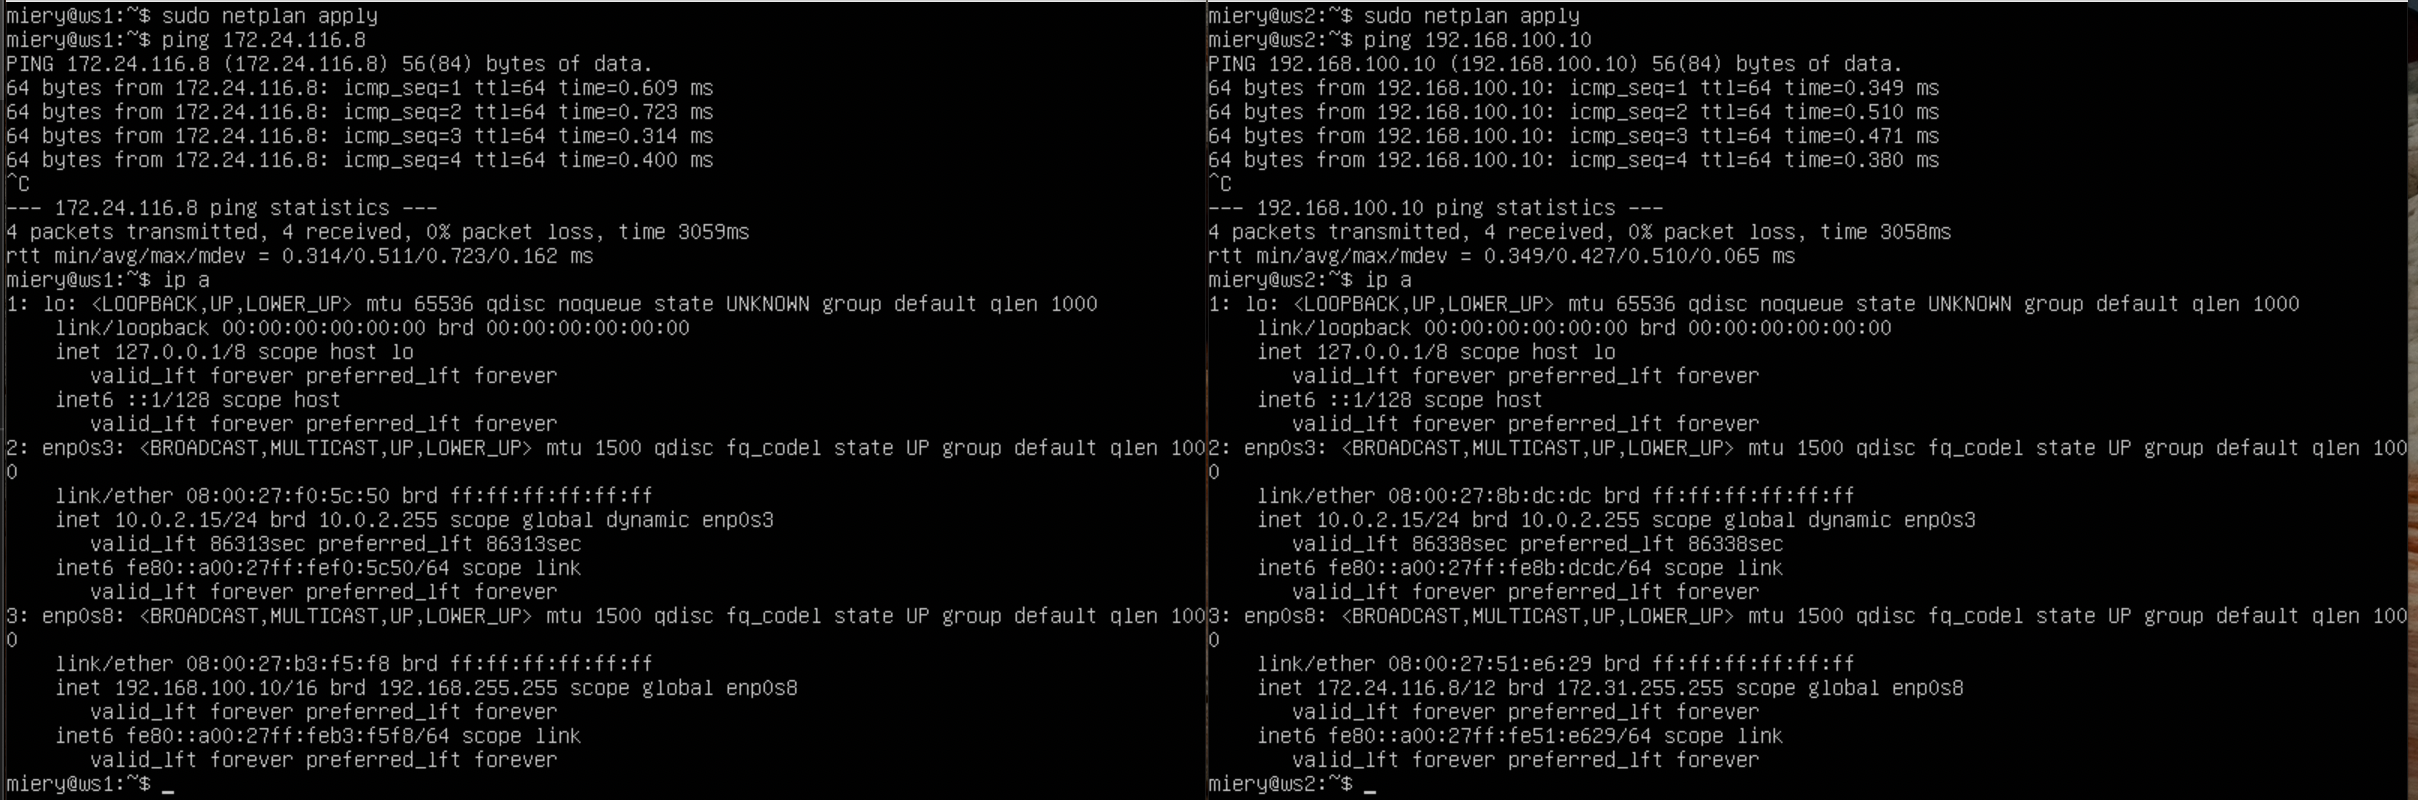 miery@ws1:~$ sudo netplan apply
miery@ws1:~$ ping 172.24.116.8
PING 172.24.116.8 (172.24.116.8) 56(84) bytes of data.
64 bytes from 172.24.116.8: icmp_seq=1 ttl=64 time=0.609 ms
64 bytes from 172.24.116.8: icmp_seq=2 ttl=64 time=0.723 ms
64 bytes from 172.24.116.8: icmp_seq=3 ttl=64 time=0.314 ms
64 bytes from 172.24.116.8: icmp_seq=4 ttl=64 time=0.400 ms
^C
--- 172.24.116.8 ping statistics ---
4 packets transmitted, 4 received, 0% packet loss, time 3059ms
rtt min/avg/max/mdev = 0.314/0.511/0.723/0.162 ms
miery@ws1:~$ ip a
1: lo: <LOOPBACK,UP,LOWER_UP> mtu 65536 qdisc noqueue state UNKNOWN group default qlen 1000
    link/loopback 00:00:00:00:00:00 brd 00:00:00:00:00:00
    inet 127.0.0.1/8 scope host lo
       valid_lft forever preferred_lft forever
    inet6 ::1/128 scope host
       valid_lft forever preferred_lft forever
2: enp0s3: <BROADCAST,MULTICAST,UP,LOWER_UP> mtu 1500 qdisc fq_codel state UP group default qlen 100
0
    link/ether 08:00:27:f0:5c:50 brd ff:ff:ff:ff:ff:ff
    inet 10.0.2.15/24 brd 10.0.2.255 scope global dynamic enp0s3
       valid_lft 86313sec preferred_lft 86313sec
    inet6 fe80::a00:27ff:fef0:5c50/64 scope link
       valid_lft forever preferred_lft forever
3: enp0s8: <BROADCAST,MULTICAST,UP,LOWER_UP> mtu 1500 qdisc fq_codel state UP group default qlen 100
0
    link/ether 08:00:27:b3:f5:f8 brd ff:ff:ff:ff:ff:ff
    inet 192.168.100.10/16 brd 192.168.255.255 scope global enp0s8
       valid_lft forever preferred_lft forever
    inet6 fe80::a00:27ff:feb3:f5f8/64 scope link
       valid_lft forever preferred_lft forever
miery@ws1:~$ _
miery@ws2:~$ sudo netplan apply
miery@ws2:~$ ping 192.168.100.10
PING 192.168.100.10 (192.168.100.10) 56(84) bytes of data.
64 bytes from 192.168.100.10: icmp_seq=1 ttl=64 time=0.349 ms
64 bytes from 192.168.100.10: icmp_seq=2 ttl=64 time=0.510 ms
64 bytes from 192.168.100.10: icmp_seq=3 ttl=64 time=0.471 ms
64 bytes from 192.168.100.10: icmp_seq=4 ttl=64 time=0.380 ms
^C
--- 192.168.100.10 ping statistics ---
4 packets transmitted, 4 received, 0% packet loss, time 3058ms
rtt min/avg/max/mdev = 0.349/0.427/0.510/0.065 ms
miery@ws2:~$ ip a
1: lo: <LOOPBACK,UP,LOWER_UP> mtu 65536 qdisc noqueue state UNKNOWN group default qlen 1000
    link/loopback 00:00:00:00:00:00 brd 00:00:00:00:00:00
    inet 127.0.0.1/8 scope host lo
       valid_lft forever preferred_lft forever
    inet6 ::1/128 scope host
       valid_lft forever preferred_lft forever
2: enp0s3: <BROADCAST,MULTICAST,UP,LOWER_UP> mtu 1500 qdisc fq_codel state UP group default qlen 100
0
    link/ether 08:00:27:8b:dc:dc brd ff:ff:ff:ff:ff:ff
    inet 10.0.2.15/24 brd 10.0.2.255 scope global dynamic enp0s3
       valid_lft 86338sec preferred_lft 86338sec
    inet6 fe80::a00:27ff:fe8b:dcdc/64 scope link
       valid_lft forever preferred_lft forever
3: enp0s8: <BROADCAST,MULTICAST,UP,LOWER_UP> mtu 1500 qdisc fq_codel state UP group default qlen 100
0
    link/ether 08:00:27:51:e6:29 brd ff:ff:ff:ff:ff:ff
    inet 172.24.116.8/12 brd 172.31.255.255 scope global enp0s8
       valid_lft forever preferred_lft forever
    inet6 fe80::a00:27ff:fe51:e629/64 scope link
       valid_lft forever preferred_lft forever
miery@ws2:~$ _